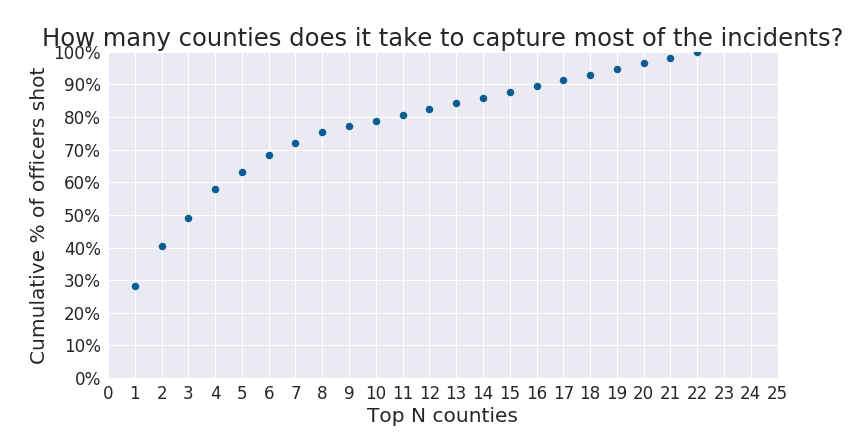 How many counties does it take to capture most of the incidents?
100%
90%
80%
70%
60%
50%
40%
30%
20%
10%
0%
Cumulative % of officers shot
0 1 2 3 4 5 6 7 8 9 10 11 12 13 14 15 16 17 18 19 20 21 22 23 24 25
Top N counties